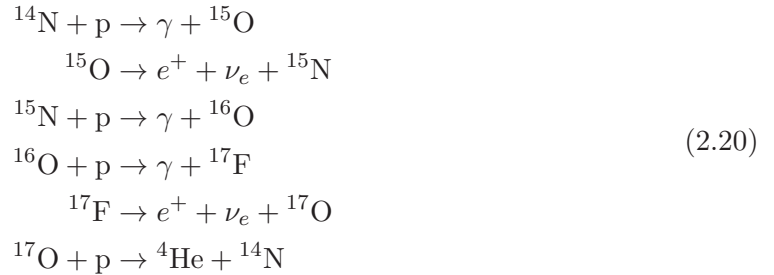 ¹⁴N + p → γ + ¹⁵O
¹⁵O → e⁺ + νₑ + ¹⁵N
¹⁵N + p → γ + ¹⁶O
(2.20)
¹⁶O + p → γ + ¹⁷F
¹⁷F → e⁺ + νₑ + ¹⁷O
¹⁷O + p → ⁴He + ¹⁴N